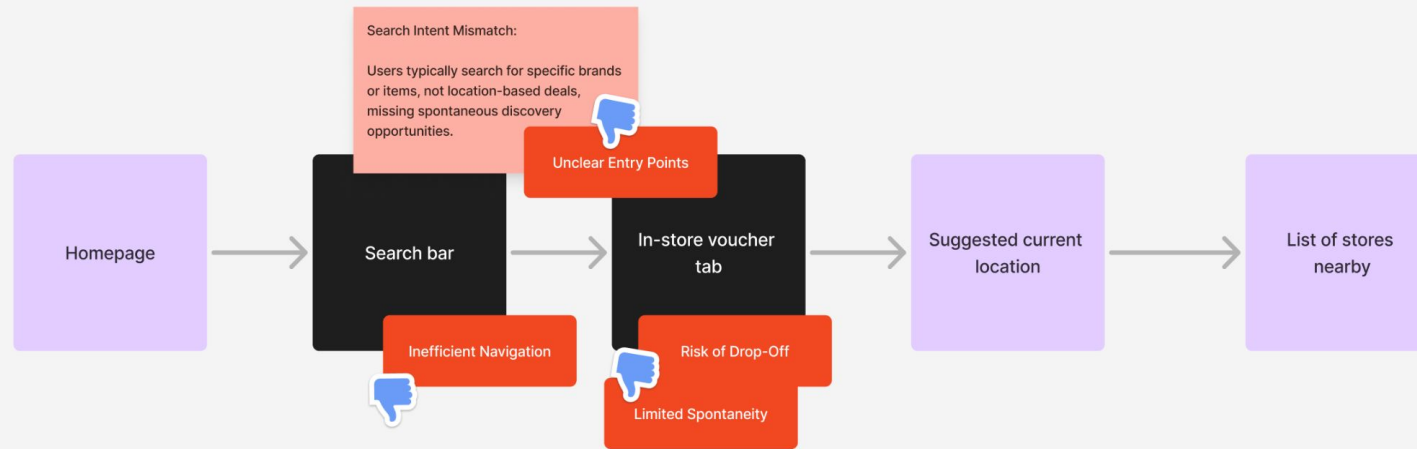 Search Intent Mismatch:
Users typically search for specific brands
or items, not location-based deals,
missing spontaneous discovery
opportunities.
Unclear Entry Points
Homepage
Search bar
In-store voucher
tab
Suggested current
location
List of stores
nearby
Inefficient Navigation
Risk of Drop-Off
Limited Spontaneity